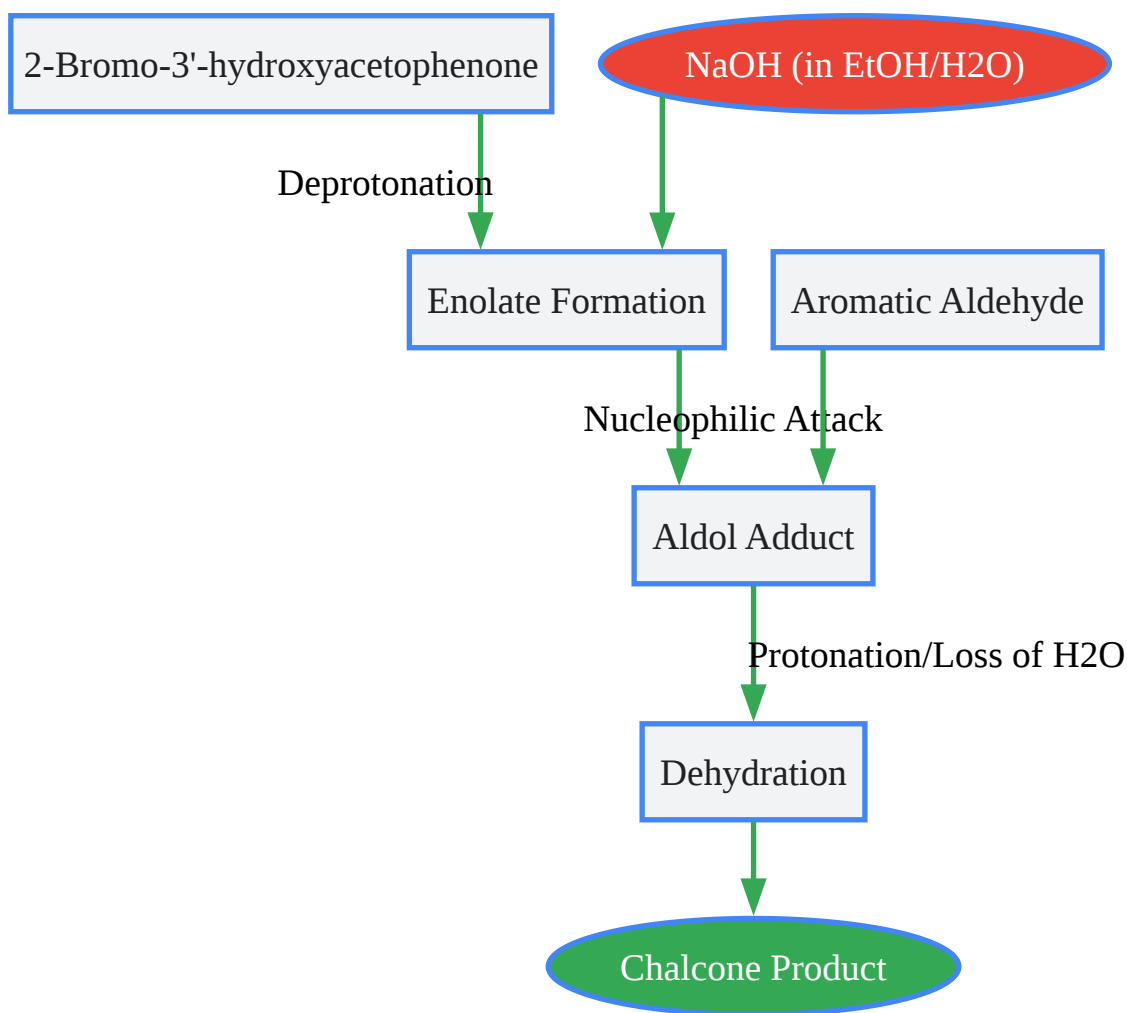 2-Bromo-3'-hydroxyacetophenone
NaOH (in EtOH/H2O)
Deprotonation
Enolate Formation
Aromatic Aldehyde
Nucleophilic Attack
Aldol Adduct
Protonation/Loss of H2O
Dehydration
Chalcone Product